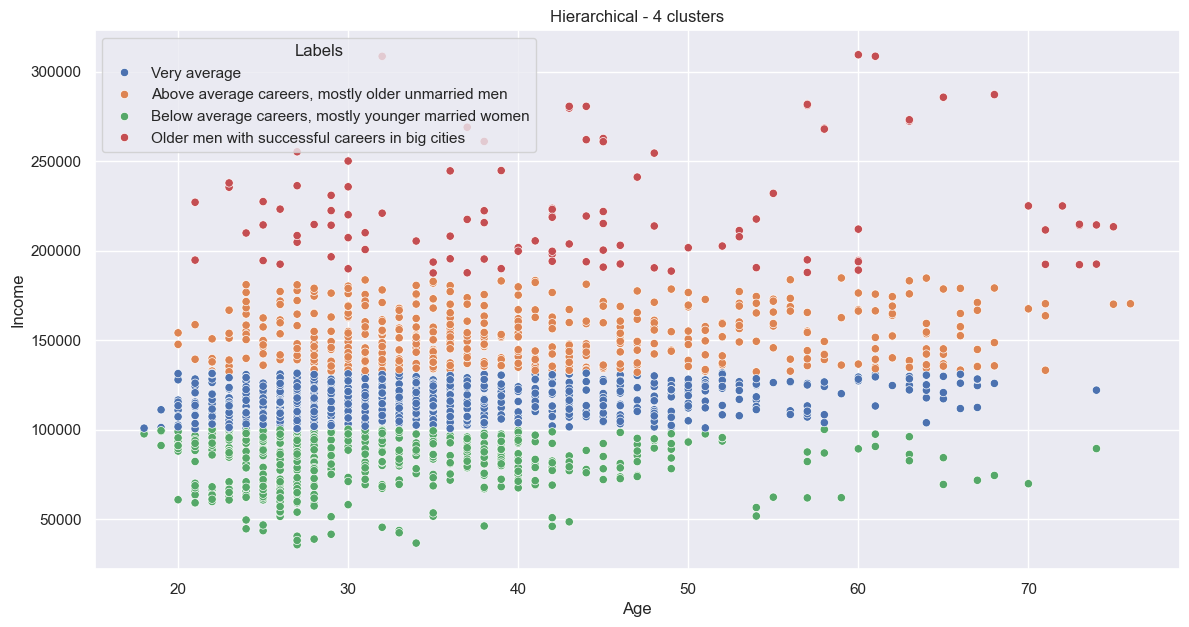 Hierarchical - 4 clusters
Labels
Very average
Above average careers, mostly older unmarried men
Below average careers, mostly younger married women
Older men with successful careers in big cities
300000
250000
200000
150000
100000
50000
Income
20 30 40 50 60 70
Age